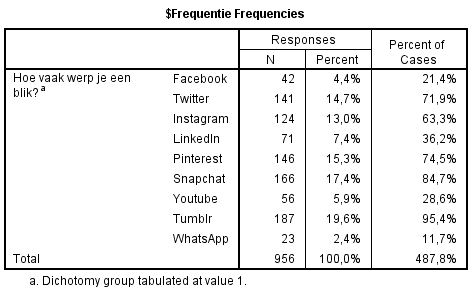 $Frequentie Frequencies
Responses Percent of Cases
N Percent
Hoe vaak werp je een blik? a Facebook 42 4,4% 21,4%
Twitter 141 14,7% 71,9%
Instagram 124 13,0% 63,3%
LinkedIn 71 7,4% 36,2%
Pinterest 146 15,3% 74,5%
Snapchat 166 17,4% 84,7%
Youtube 56 5,9% 28,6%
Tumblr 187 19,6% 95,4%
WhatsApp 23 2,4% 11,7%
Total 956 100,0% 487,8%
a. Dichotomy group tabulated at value 1.